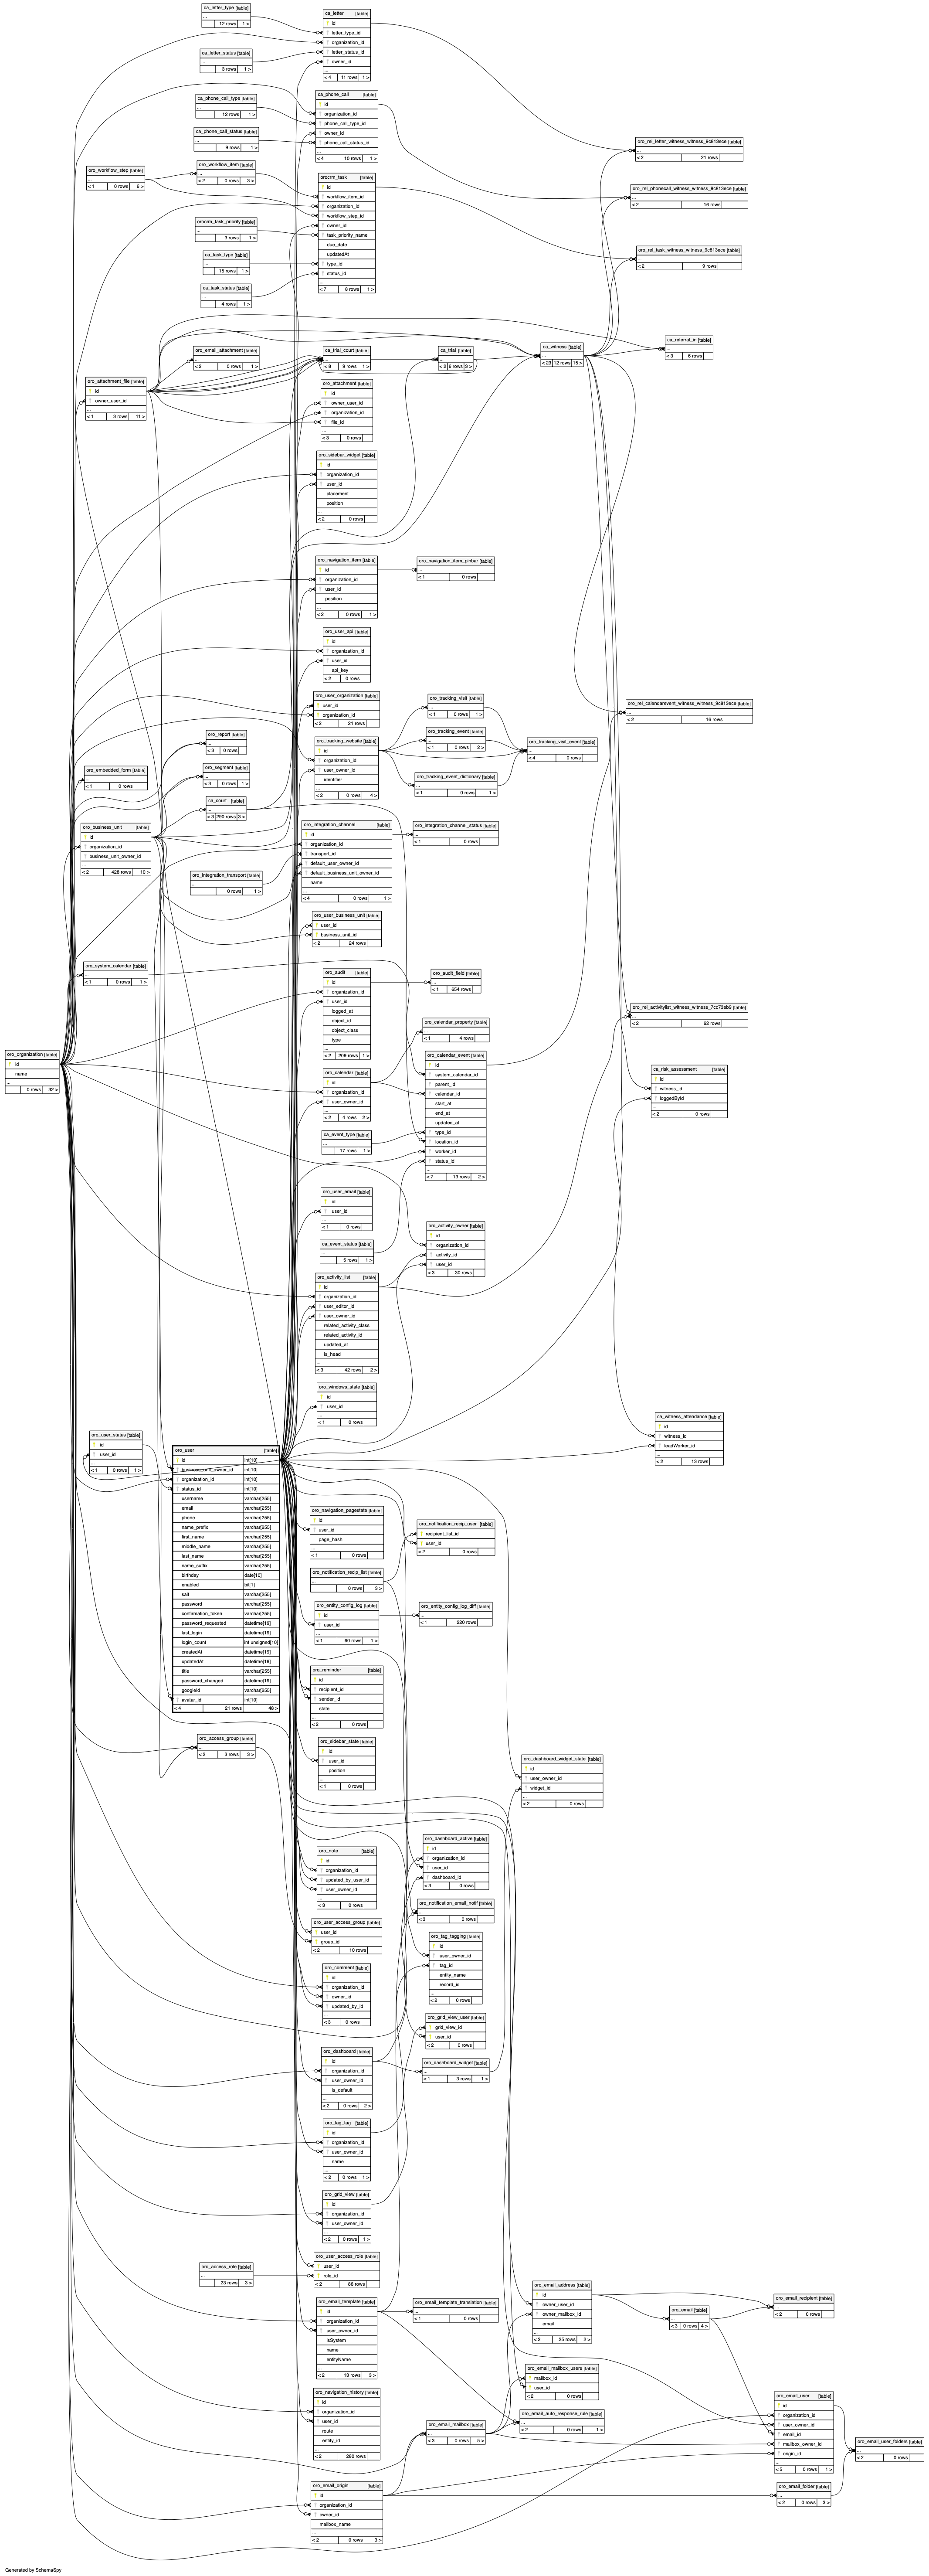 ca_letter_type [table]
...
12 rows 1 >
ca_letter [table]
id
letter_type_id
organization_id
letter_status_id
owner_id
...
< 4 11 rows 1 >
ca_letter_status [table]
...
3 rows 1 >
ca_phone_call_type [table]
...
12 rows 1 >
ca_phone_call [table]
id
organization_id
phone_call_type_id
owner_id
phone_call_status_id
...
< 4 10 rows 1 >
ca_phone_call_status [table]
...
9 rows 1 >
oro_rel_letter_witness_witness_9c813ece [table]
...
< 2 21 rows
oro_workflow_step [table]
...
< 1 0 rows 6 >
oro_workflow_item [table]
...
< 2 0 rows 3 >
orocrm_task [table]
id
workflow_item_id
organization_id
workflow_step_id
owner_id
task_priority_name
due_date
updatedAt
type_id
status_id
...
< 7 8 rows 1 >
oro_rel_phonecall_witness_witness_9c813ece [table]
...
< 2 16 rows
orocrm_task_priority [table]
...
3 rows 1 >
ca_task_type [table]
...
15 rows 1 >
ca_task_status [table]
...
4 rows 1 >
oro_rel_task_witness_witness_9c813ece [table]
...
< 2 9 rows
oro_email_attachment [table]
...
< 2 0 rows 1 >
ca_trial_court [table]
...
< 8 9 rows 1 >
ca_trial [table]
...
< 2 6 rows 3 >
ca_witness [table]
...
< 23 12 rows 15 >
ca_referral_in [table]
...
< 3 6 rows
oro_attachment_file [table]
id
owner_user_id
...
< 1 3 rows 11 >
oro_attachment [table]
id
owner_user_id
organization_id
file_id
...
< 3 0 rows
oro_sidebar_widget [table]
id
organization_id
user_id
placement
position
...
< 2 0 rows
oro_navigation_item [table]
id
organization_id
user_id
position
...
< 2 0 rows 1 >
oro_navigation_item_pinbar [table]
...
< 1 0 rows
oro_user_api [table]
id
organization_id
user_id
api_key
< 2 0 rows
oro_user_organization [table]
user_id
organization_id
< 2 21 rows
oro_tracking_visit [table]
...
< 1 0 rows 1 >
oro_rel_calendarevent_witness_witness_9c813ece [table]
...
< 2 16 rows
oro_report [table]
...
< 3 0 rows
oro_tracking_website [table]
id
organization_id
user_owner_id
identifier
...
< 2 0 rows 4 >
oro_tracking_event [table]
...
< 1 0 rows 2 >
oro_tracking_visit_event [table]
...
< 4 0 rows
oro_tracking_event_dictionary [table]
...
< 1 0 rows 1 >
oro_embedded_form [table]
...
< 1 0 rows
oro_segment [table]
...
< 3 0 rows 1 >
ca_court [table]
...
< 3 290 rows 3 >
oro_business_unit [table]
id
organization_id
business_unit_owner_id
...
< 2 428 rows 10 >
oro_integration_channel [table]
id
organization_id
transport_id
default_user_owner_id
default_business_unit_owner_id
name
...
< 4 0 rows 1 >
oro_integration_channel_status [table]
...
< 1 0 rows
oro_integration_transport [table]
...
0 rows 1 >
oro_user_business_unit [table]
user_id
business_unit_id
< 2 24 rows
oro_system_calendar [table]
...
< 1 0 rows 1 >
oro_audit [table]
id
organization_id
user_id
logged_at
object_id
object_class
type
...
< 2 209 rows 1 >
oro_audit_field [table]
...
< 1 854 rows
oro_rel_activitylist_witness_witness_7cc73eb9 [table]
...
< 2 62 rows
oro_organization [table]
id
name
...
0 rows 32 >
oro_calendar [table]
id
organization_id
user_owner_id
...
< 2 4 rows 2 >
oro_calendar_property [table]
...
< 1 4 rows
oro_calendar_event [table]
id
system_calendar_id
parent_id
calendar_id
start_at
end_at
updated_at
type_id
location_id
worker_id
status_id
...
< 7 13 rows 2 >
ca_risk_assessment [table]
id
witness_id
loggedById
...
< 2 0 rows
ca_event_type [table]
...
17 rows 1 >
oro_user_email [table]
id
user_id
...
< 1 0 rows
ca_event_status [table]
...
5 rows 1 >
oro_activity_owner [table]
id
organization_id
activity_id
user_id
< 3 30 rows
oro_activity_list [table]
id
organization_id
user_editor_id
user_owner_id
related_activity_class
related_activity_id
updated_at
is_head
...
< 3 42 rows 2 >
oro_windows_state [table]
id
user_id
...
< 1 0 rows
ca_witness_attendance [table]
id
witness_id
leadWorker_id
...
< 2 13 rows
oro_user_status [table]
id
user_id
...
< 1 0 rows 1 >
oro_user [table]
id int[10]
business_unit_owner_id int[10]
organization_id int[10]
status_id int[10]
username varchar[255]
email varchar[255]
phone varchar[255]
name_prefix varchar[255]
first_name varchar[255]
middle_name varchar[255]
last_name varchar[255]
name_suffix varchar[255]
birthday date[10]
enabled bit[1]
salt varchar[255]
password varchar[255]
confirmation_token varchar[255]
password_requested datetime[19]
last_login datetime[19]
login_count int unsigned[10]
createdAt datetime[19]
updatedAt datetime[19]
title varchar[255]
password_changed datetime[19]
googleId varchar[255]
avatar_id int[10]
< 4 21 rows 48 >
oro_navigation_pagestate [table]
id
user_id
page_hash
...
< 1 0 rows
oro_notification_recip_user [table]
recipient_list_id
user_id
< 2 0 rows
oro_notification_recip_list [table]
...
0 rows 3 >
oro_entity_config_log [table]
id
user_id
...
< 1 60 rows 1 >
oro_entity_config_log_diff [table]
...
< 1 220 rows
oro_reminder [table]
id
recipient_id
sender_id
state
...
< 2 0 rows
oro_access_group [table]
...
< 2 3 rows 3 >
oro_sidebar_state [table]
id
user_id
position
...
< 1 0 rows
oro_dashboard_widget_state [table]
id
user_owner_id
widget_id
...
< 2 0 rows
oro_note [table]
id
organization_id
updated_by_user_id
user_owner_id
...
< 3 0 rows
oro_dashboard_active [table]
id
organization_id
user_id
dashboard_id
< 3 0 rows
oro_notification_email_notif [table]
...
< 3 0 rows
oro_user_access_group [table]
user_id
group_id
< 2 10 rows
oro_tag_tagging [table]
id
user_owner_id
tag_id
entity_name
record_id
...
< 2 0 rows
oro_comment [table]
id
organization_id
owner_id
updated_by_id
...
< 3 0 rows
oro_grid_view_user [table]
grid_view_id
user_id
< 2 0 rows
oro_dashboard [table]
id
organization_id
user_owner_id
is_default
...
< 2 0 rows 2 >
oro_dashboard_widget [table]
...
< 1 3 rows 1 >
oro_tag_tag [table]
id
organization_id
user_owner_id
name
...
< 2 0 rows 1 >
oro_grid_view [table]
id
organization_id
user_owner_id
...
< 2 0 rows 1 >
oro_access_role [table]
...
23 rows 3 >
oro_user_access_role [table]
user_id
role_id
< 2 86 rows
oro_email_template [table]
id
organization_id
user_owner_id
isSystem
name
entityName
...
< 2 13 rows 3 >
oro_email_template_translation [table]
...
< 1 0 rows
oro_email_address [table]
id
owner_user_id
owner_mailbox_id
email
...
< 2 25 rows 2 >
oro_email [table]
...
< 3 0 rows 4 >
oro_email_recipient [table]
...
< 2 0 rows
oro_email_mailbox_users [table]
mailbox_id
user_id
< 2 0 rows
oro_navigation_history [table]
id
organization_id
user_id
route
entity_id
...
< 2 280 rows
oro_email_mailbox [table]
...
< 3 0 rows 5 >
oro_email_auto_response_rule [table]
...
< 2 0 rows 1 >
oro_email_user [table]
id
organization_id
user_owner_id
email_id
mailbox_owner_id
origin_id
...
< 5 0 rows 1 >
oro_email_user_folders [table]
...
< 2 0 rows
oro_email_origin [table]
id
organization_id
owner_id
mailbox_name
...
< 2 0 rows 3 >
oro_email_folder [table]
...
< 2 0 rows 3 >
Generated by SchemaSpy